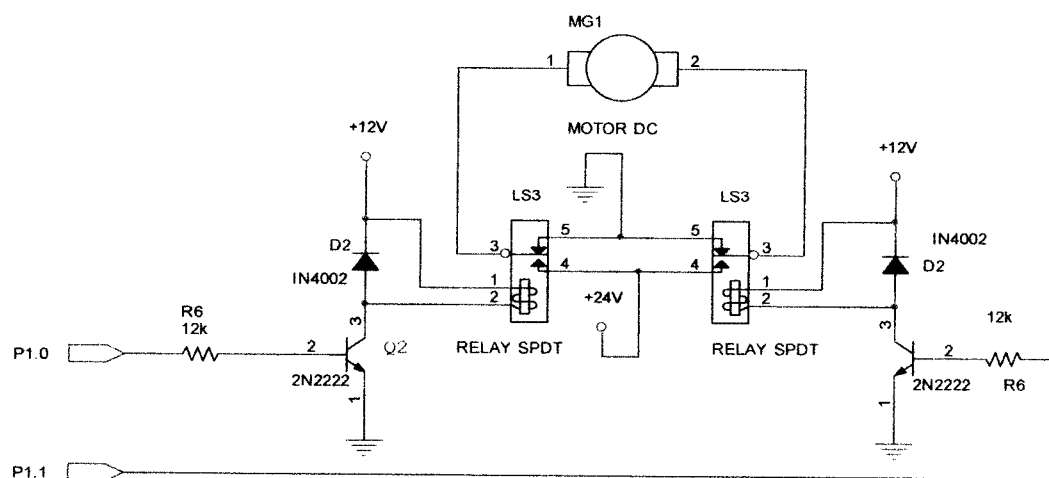 MG1
1
2
MOTOR DC
+12V
+12V
LS3
LS3
5
5
3
3
4
4
D2
IN4002
IN4002
D2
1
1
2
2
+24V
R6
12k
3
Q2
RELAY SPDT
RELAY SPDT
3
12k
P1.0
2
2
2N2222
2N2222
R6
1
1
P1.1